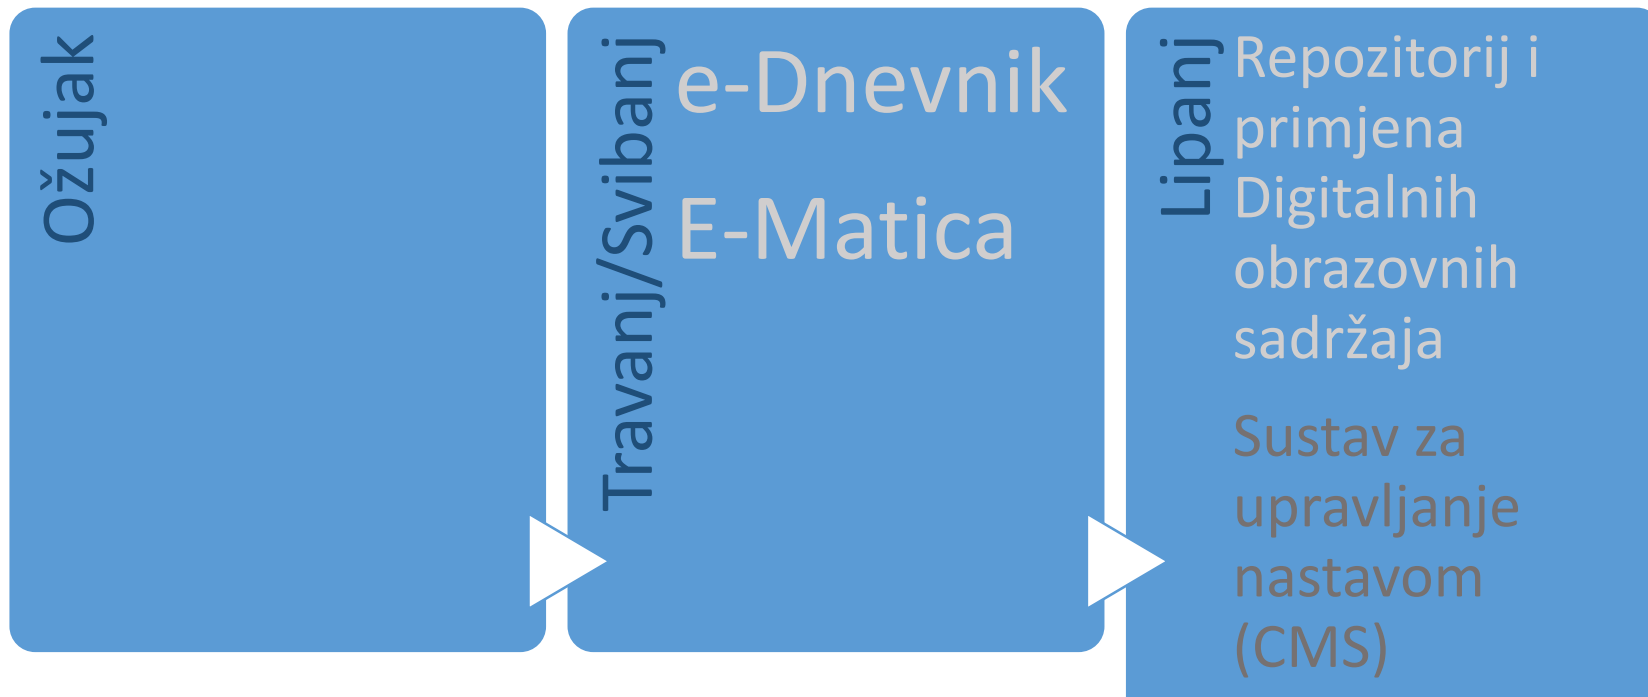 Ožujak
Travanj/Svibanj
e-Dnevnik
E-Matica
Lipanj
Repozitorij i
primjena
Digitalnih
obrazovnih
sadržaja
Sustav za
upravljanje
nastavom
(CMS)